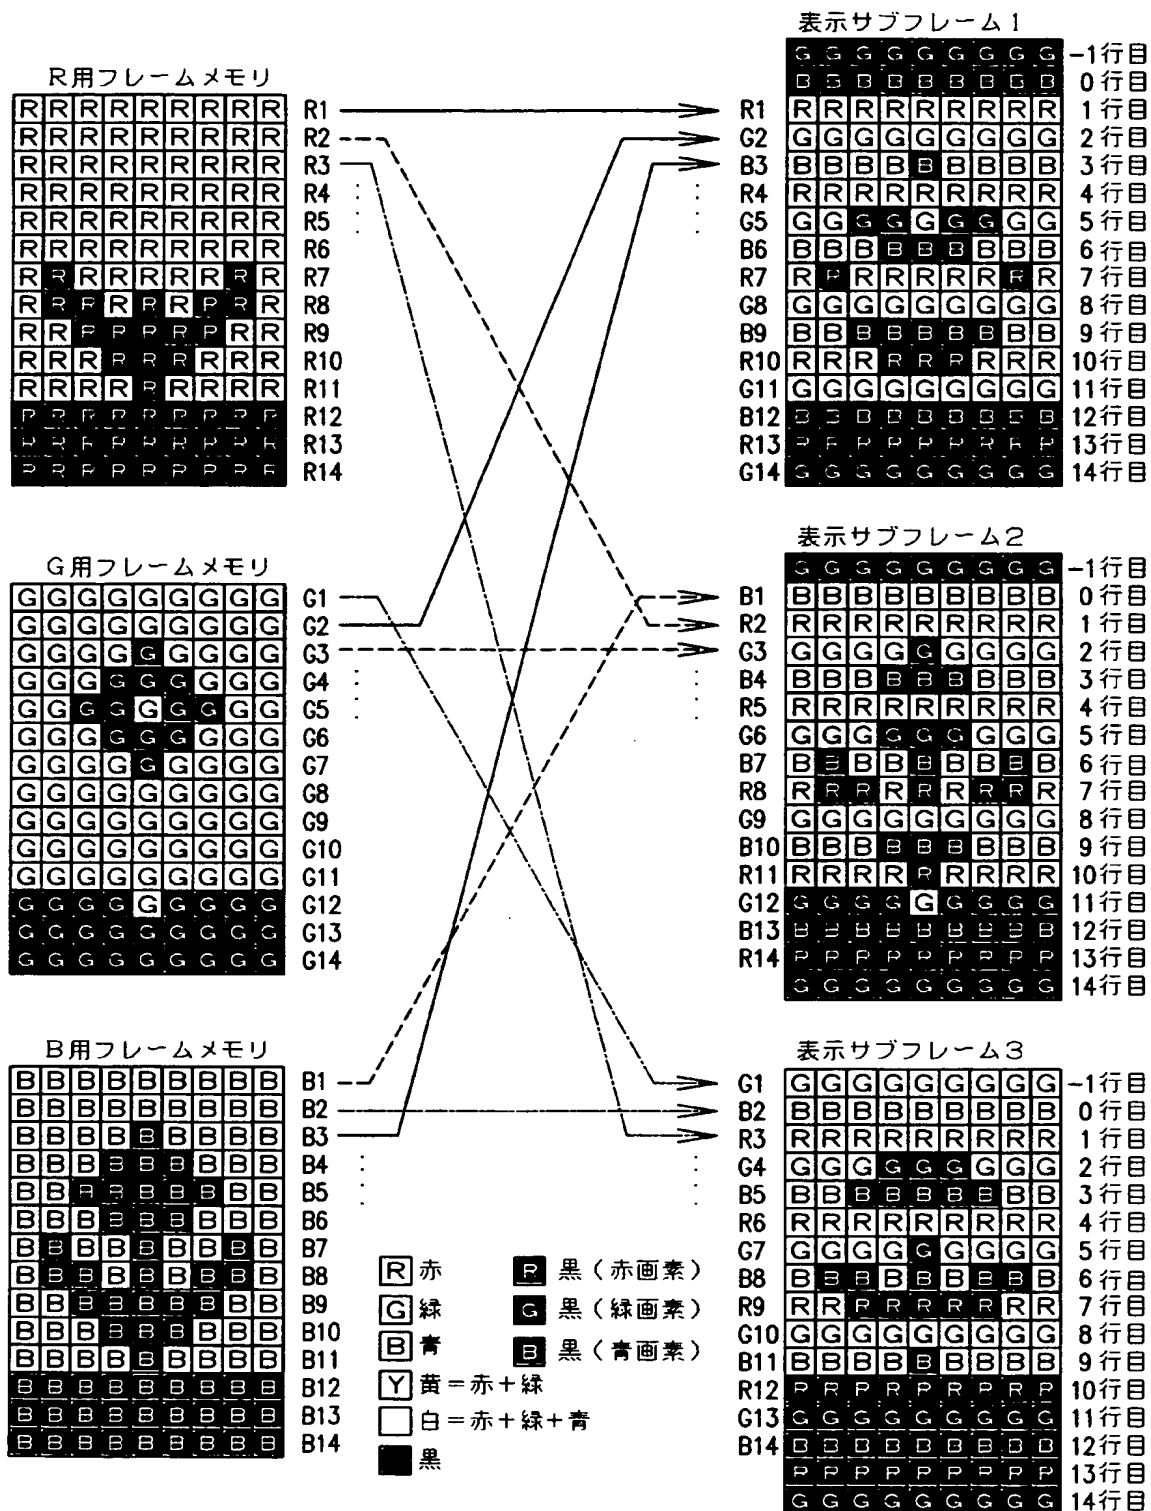 R用フレームメモリ
R R R R R R R R R R1
R R R R R R R R R R2
R R R R R R R R R R3
R R R R R R R R R R4
R R R R R R R R R R5
R R R R R R R R R R6
R R R R R R R R R R7
R R R R R R R R R R8
R R R R R R R R R R9
R R R R R R R R R R10
R R R R R R R R R R11
R R R R R R R R R R12
R R R R R R R R R R13
R R R R R R R R R R14
G用フレームメモリ
G G G G G G G G G G1
G G G G G G G G G G2
G G G G G G G G G G3
G G G G G G G G G G4
G G G G G G G G G G5
G G G G G G G G G G6
G G G G G G G G G G7
G G G G G G G G G G8
G G G G G G G G G G9
G G G G G G G G G G10
G G G G G G G G G G11
G G G G G G G G G G12
G G G G G G G G G G13
G G G G G G G G G G14
B用フレームメモリ
B B B B B B B B B B1
B B B B B B B B B B2
B B B B B B B B B B3
B B B B B B B B B B4
B B B B B B B B B B5
B B B B B B B B B B6
B B B B B B B B B B7
B B B B B B B B B B8
B B B B B B B B B B9
B B B B B B B B B B10
B B B B B B B B B B11
B B B B B B B B B B12
B B B B B B B B B B13
B B B B B B B B B B14
R 赤
G 緑
B 青
Y 黄=赤+緑
白=赤+緑+青
黒
R 黒(赤画素)
G 黒(緑画素)
B 黒(青画素)
表示サブフレーム1
G G G G G G G G G -1行目
B B B B B B B B B 0行目
R1 R R R R R R R R R 1行目
G2 G G G G G G G G G 2行目
B3 B B B B B B B B B 3行目
R4 R R R R R R R R R 4行目
G5 G G G G G G G G G 5行目
B6 B B B B B B B B B 6行目
R7 R R R R R R R R R 7行目
G8 G G G G G G G G G 8行目
B9 B B B B B B B B B 9行目
R10 R R R R R R R R R 10行目
G11 G G G G G G G G G 11行目
B12 B B B B B B B B B 12行目
R13 R R R R R R R R R 13行目
G14 G G G G G G G G G 14行目
表示サブフレーム2
G G G G G G G G G -1行目
B1 B B B B B B B B B 0行目
R2 R R R R R R R R R 1行目
G3 G G G G G G G G G 2行目
B4 B B B B B B B B B 3行目
R5 R R R R R R R R R 4行目
G6 G G G G G G G G G 5行目
B7 B B B B B B B B B 6行目
R8 R R R R R R R R R 7行目
G9 G G G G G G G G G 8行目
B10 B B B B B B B B B 9行目
R11 R R R R R R R R R 10行目
G12 G G G G G G G G G 11行目
B13 B B B B B B B B B 12行目
R14 R R R R R R R R R 13行目
G G G G G G G G G 14行目
表示サブフレーム3
G1 G G G G G G G G G -1行目
B2 B B B B B B B B B 0行目
R3 R R R R R R R R R 1行目
G4 G G G G G G G G G 2行目
B5 B B B B B B B B B 3行目
R6 R R R R R R R R R 4行目
G7 G G G G G G G G G 5行目
B8 B B B B B B B B B 6行目
R9 R R R R R R R R R 7行目
G10 G G G G G G G G G 8行目
B11 B B B B B B B B B 9行目
R12 R R R R R R R R R 10行目
G13 G G G G G G G G G 11行目
B14 B B B B B B B B B 12行目
R R R R R R R R R 13行目
G G G G G G G G G 14行目